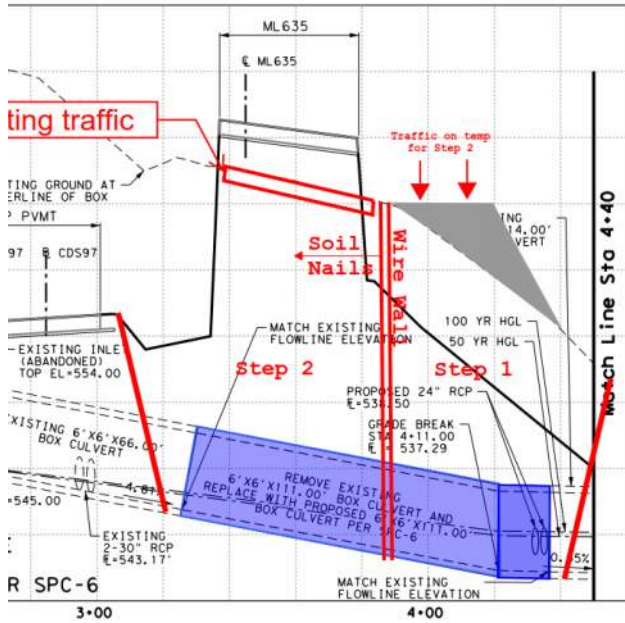 ML635
℄ ML635
ting traffic
Traffic on temp
for Step 2
TING GROUND AT
ERLINE OF BOX
P PVMT
97
CDS97
ING
14.00'
VERT
Soil
Nails
Wire Wall
Match Line Sta 4+40
MATCH EXISTING
FLOWLINE ELEVATION
100 YR HGL
50 YR HGL
EXISTING INLET
(ABANDONED)
TOP EL=554.00
Step 2
Step 1
PROPOSED 24" RCP
℄=538.50
GRADE BREAK
STA 4+11.00
℄ = 537.29
EXISTING 6'X6'X66.00'
BOX CULVERT
REMOVE EXISTING
6'X6'X111.00' BOX CULVERT AND
REPLACE WITH PROPOSED 6'X6'X111.00'
BOX CULVERT PER SPC-6
=545.00
EXISTING
2-30" RCP
℄=543.17'
MATCH EXISTING
FLOWLINE ELEVATION
R SPC-6
3+00
4+00